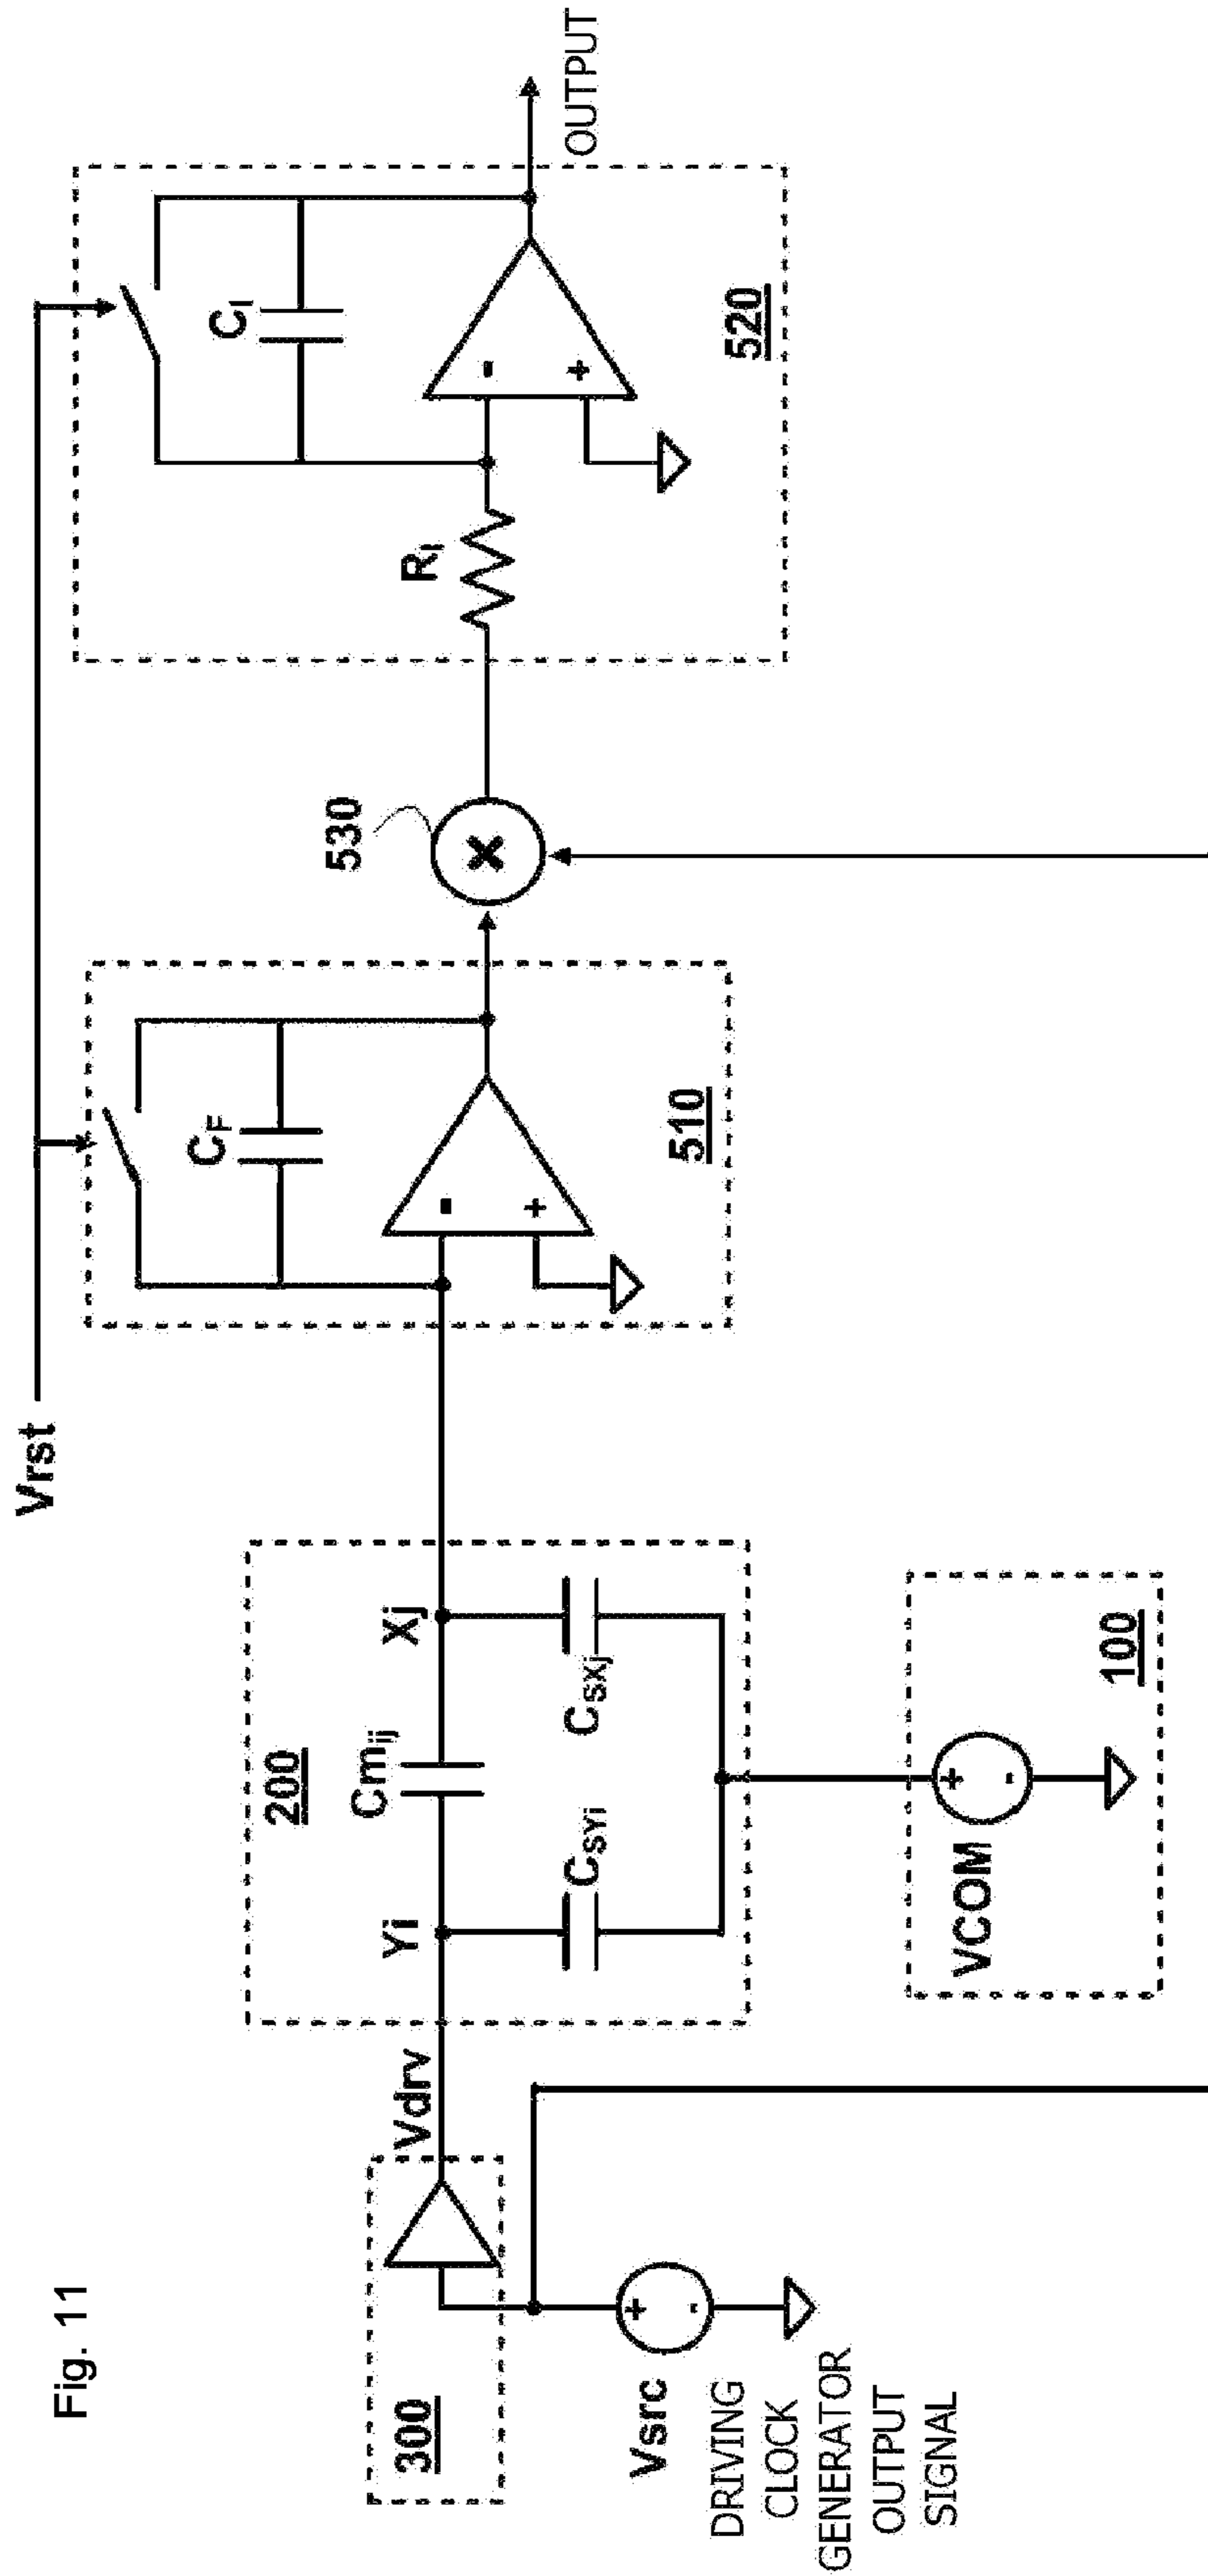 Fig. 11
Vrst
300
Vdrv
Vsrc
DRIVING
CLOCK
GENERATOR
OUTPUT
SIGNAL
+
-
200
Yi
Cmij
Xj
CSYi
CSXj
VCOM
+
-
100
CF
-
+
510
530
×
RI
CI
-
+
520
OUTPUT